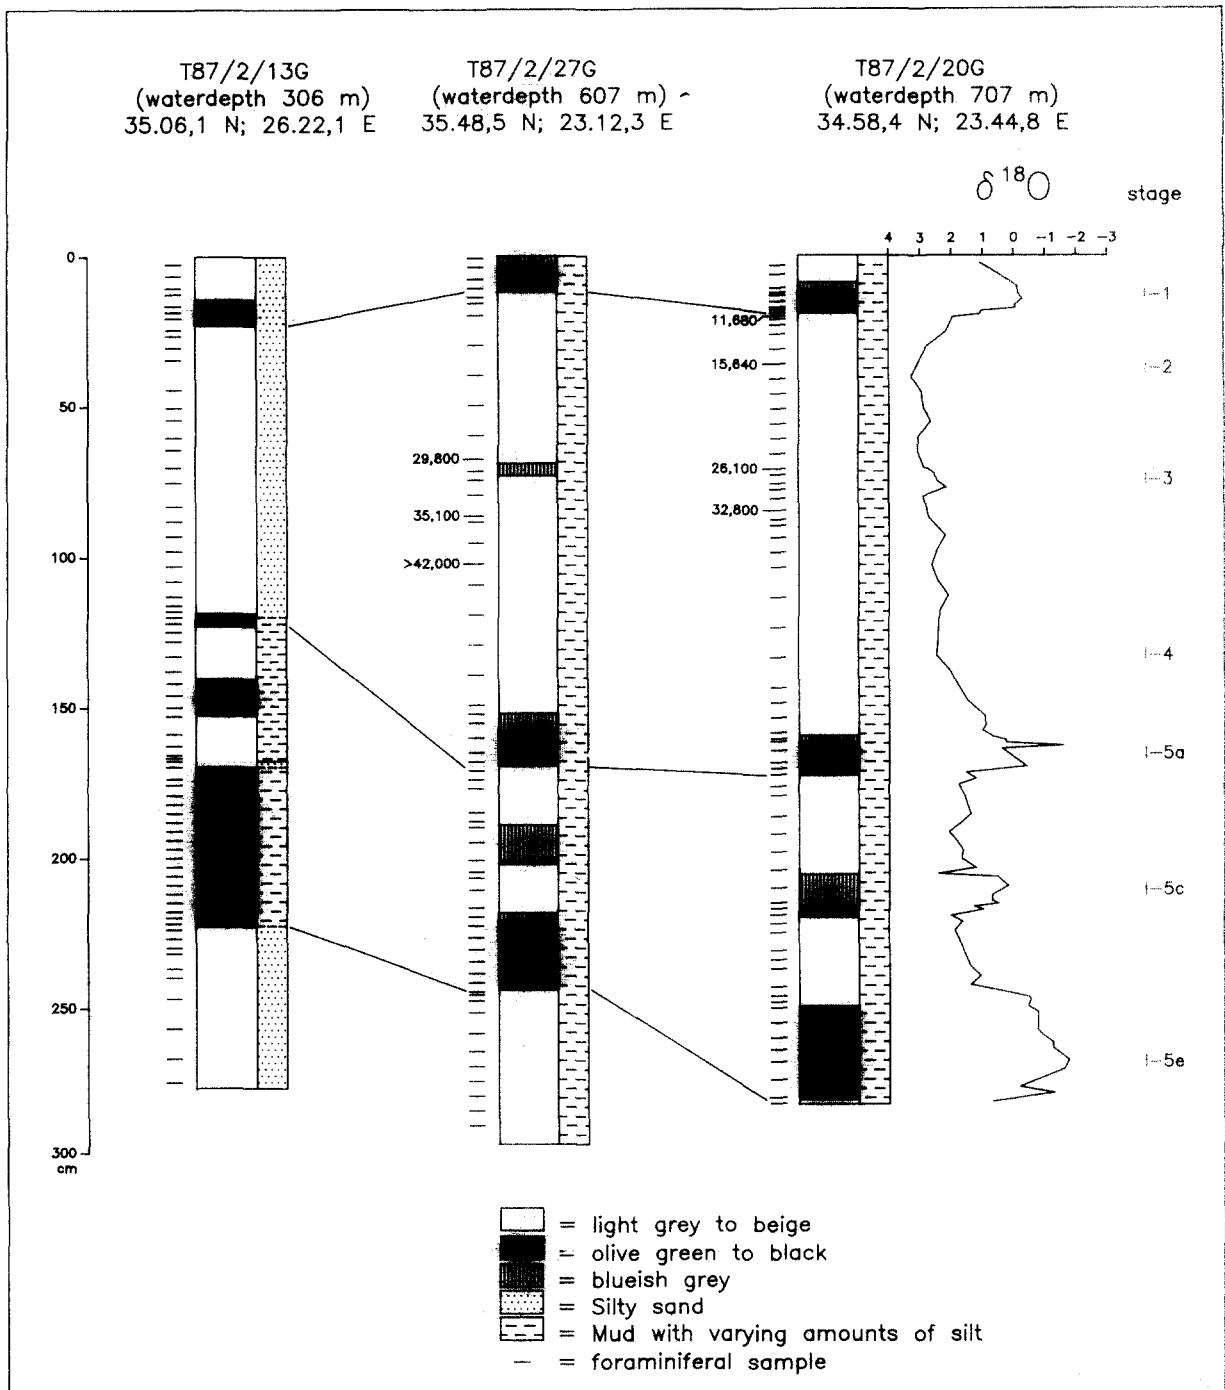 T87/2/13G
(waterdepth 306 m)
35.06,1 N; 26.22,1 E
T87/2/27G
(waterdepth 607 m)
35.48,5 N; 23.12,3 E
T87/2/20G
(waterdepth 707 m)
34.58,4 N; 23.44,8 E
δ 18O
stage
4 3 2 1 0 -1 -2 -3
0
50
100
150
200
250
300
cm
29,800
35,100
>42,000
11,680
15,640
26,100
32,800
1
2
3
4
5a
5c
5e
= light grey to beige
= olive green to black
= blueish grey
= Silty sand
= Mud with varying amounts of silt
= foraminiferal sample